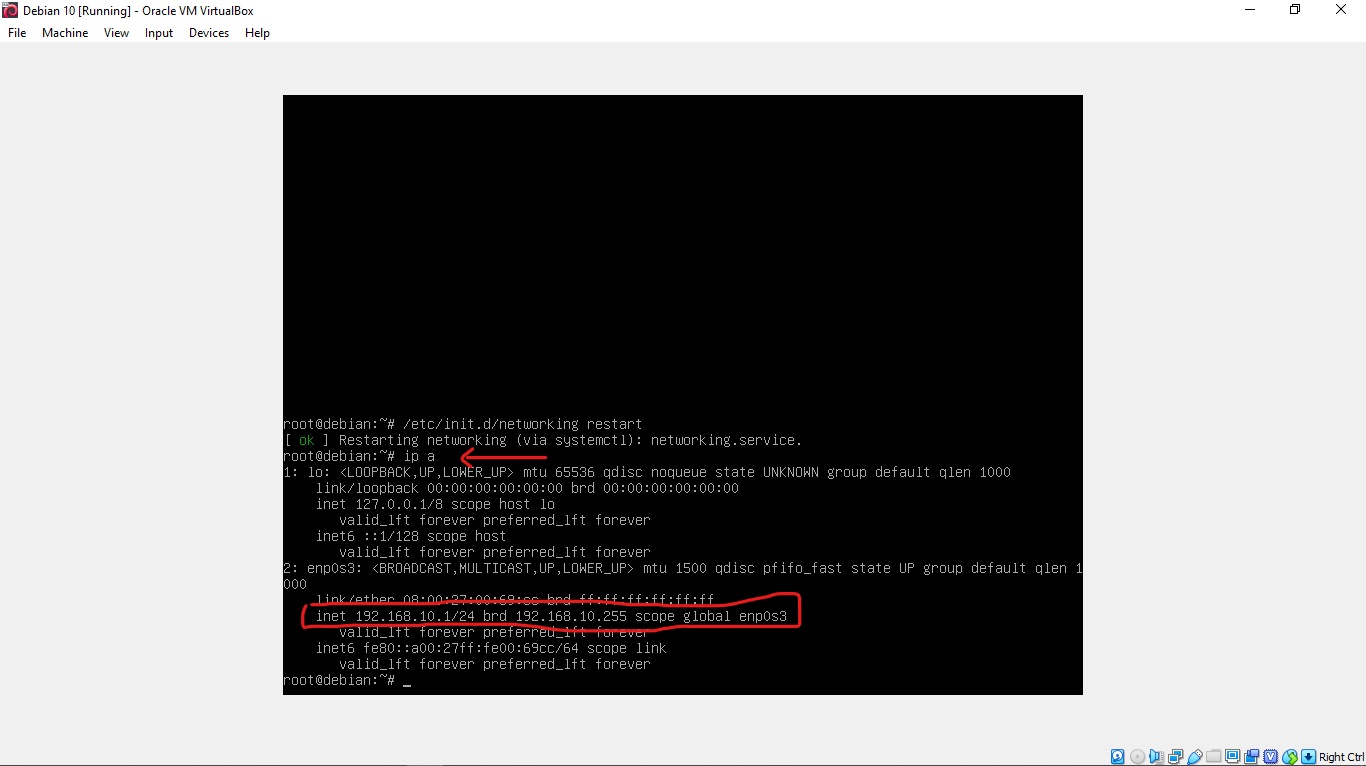 Debian 10 [Running] - Oracle VM VirtualBox
File Machine View Input Devices Help
root@debian:~# /etc/init.d/networking restart
[ ok ] Restarting networking (via systemctl): networking.service.
root@debian:~# ip a
1: lo: <LOOPBACK,UP,LOWER_UP> mtu 65536 qdisc noqueue state UNKNOWN group default qlen 1000
link/loopback 00:00:00:00:00:00 brd 00:00:00:00:00:00
inet 127.0.0.1/8 scope host lo
valid_lft forever preferred_lft forever
inet6 ::1/128 scope host
valid_lft forever preferred_lft forever
2: enp0s3: <BROADCAST,MULTICAST,UP,LOWER_UP> mtu 1500 qdisc pfifo_fast state UP group default qlen 1
000
link/ether 08:00:27:00:69:cc brd ff:ff:ff:ff:ff:ff
inet 192.168.10.1/24 brd 192.168.10.255 scope global enp0s3
valid_lft forever preferred_lft forever
inet6 fe80::a00:27ff:fe00:69cc/64 scope link
valid_lft forever preferred_lft forever
root@debian:~# _
Right Ctrl